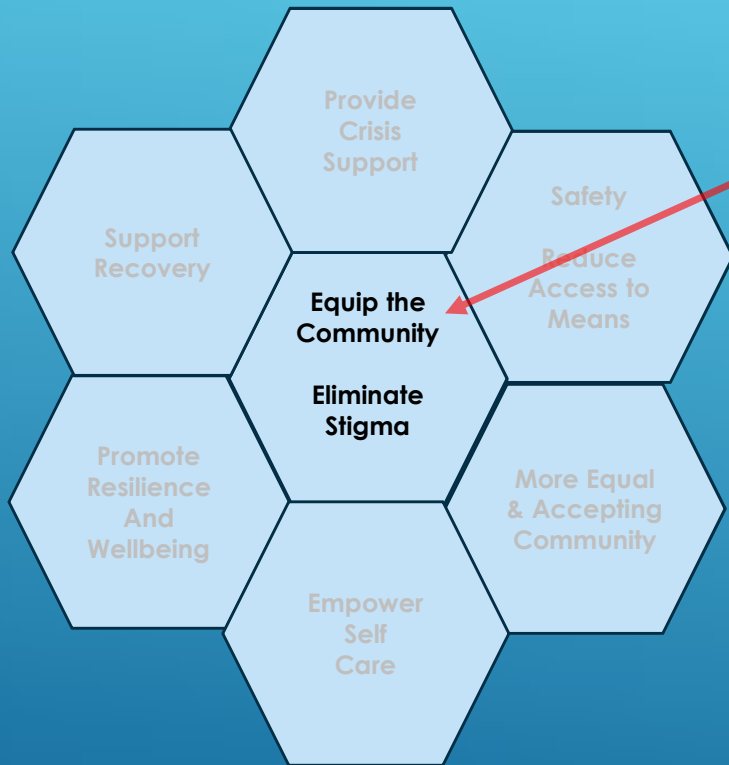 Provide
Crisis
Support
Safety
Reduce
Access to
Means
Support
Recovery
Equip the
Community
Eliminate
Stigma
Promote
Resilience
And
Wellbeing
More Equal
& Accepting
Community
Empower
Self
Care